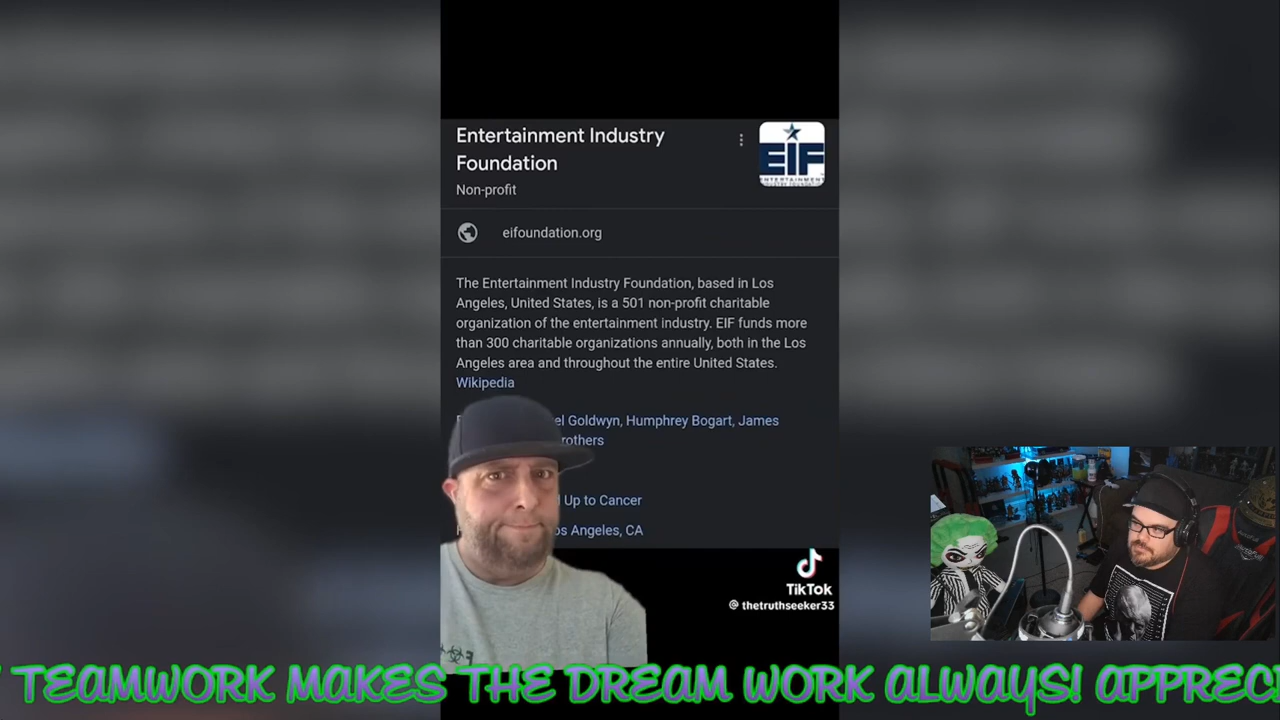 Entertainment Industry
Foundation
Non-profit
EIF
ENTERTAINMENT
INDUSTRY FOUNDATION
eifoundation.org
The Entertainment Industry Foundation, based in Los
Angeles, United States, is a 501 non-profit charitable
organization of the entertainment industry. EIF funds more
than 300 charitable organizations annually, both in the Los
Angeles area and throughout the entire United States.
Wikipedia
el Goldwyn, Humphrey Bogart, James
rothers
Up to Cancer
os Angeles, CA
TikTok
@ thetruthseeker33
TEAMWORK MAKES THE DREAM WORK ALWAYS! APPREC